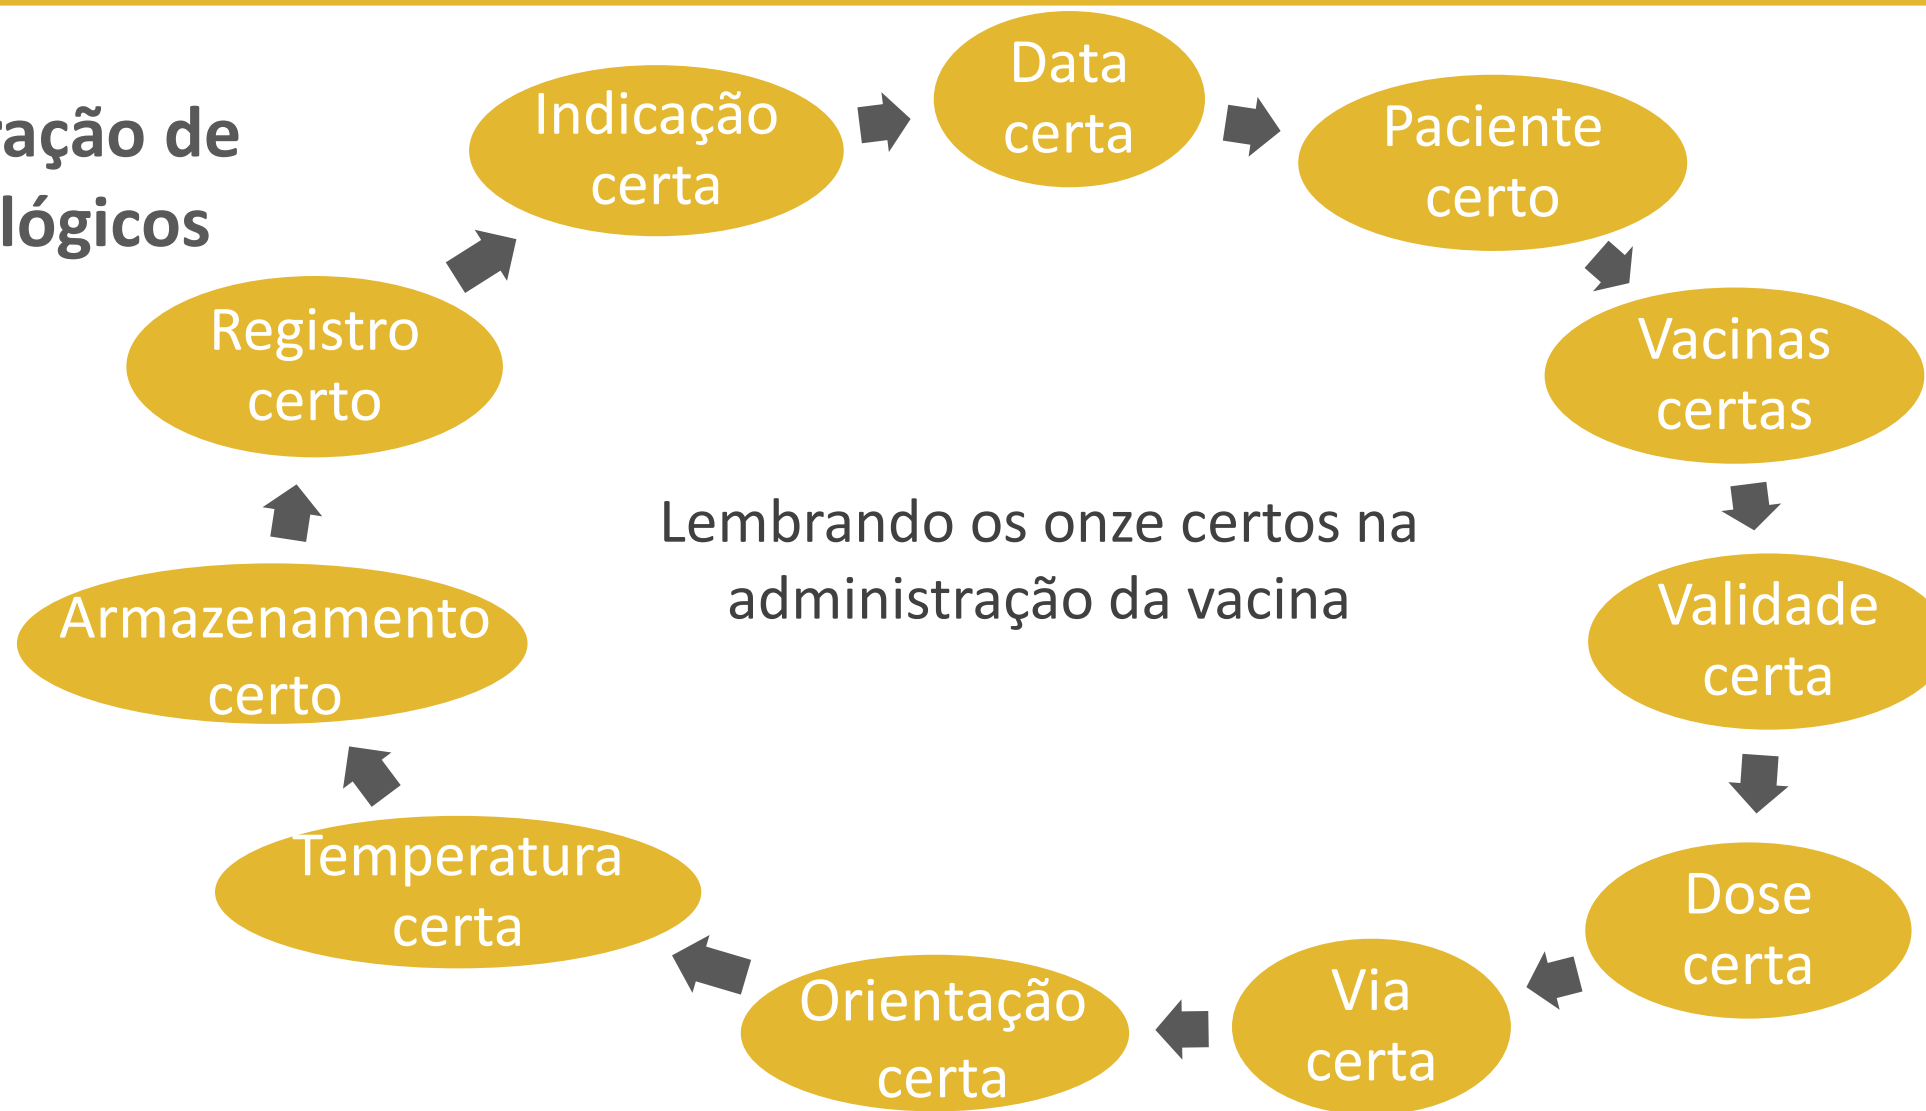 ração de
lógicos
Data
certa
Indicação
certa
Paciente
certo
Vacinas
certas
Validade
certa
Dose
certa
Via
certa
Orientação
certa
Temperatura
certa
Armazenamento
certo
Registro
certo
Lembrando os onze certos na
administração da vacina